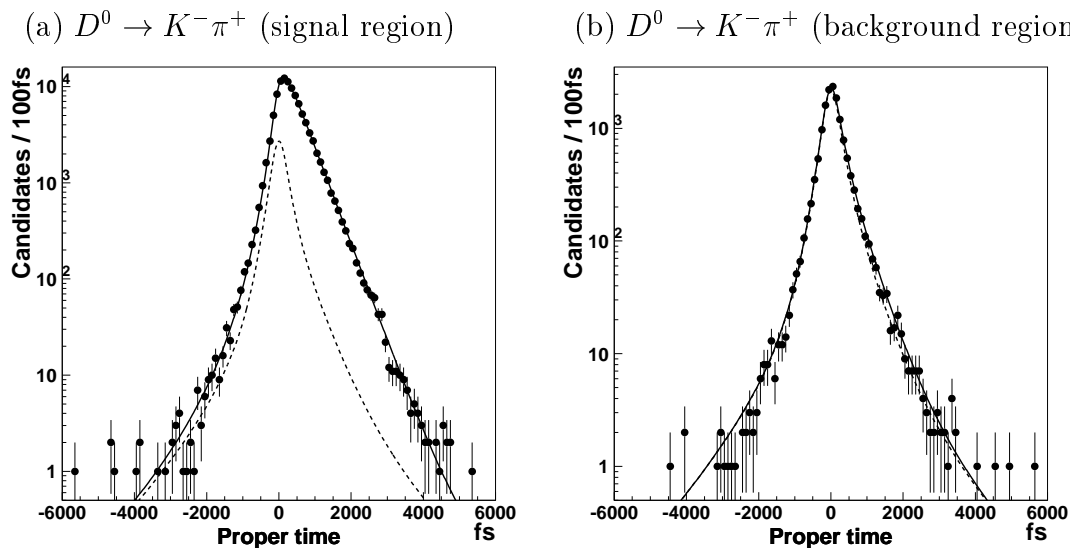 (a) D⁰ → K⁻π⁺ (signal region)
Candidates / 100fs
10⁴
10³
10²
10
1
-6000 -4000 -2000 0 2000 4000 6000
Proper time fs
(b) D⁰ → K⁻π⁺ (background region
Candidates / 100fs
10³
10²
10
1
-6000 -4000 -2000 0 2000 4000 6000
Proper time fs